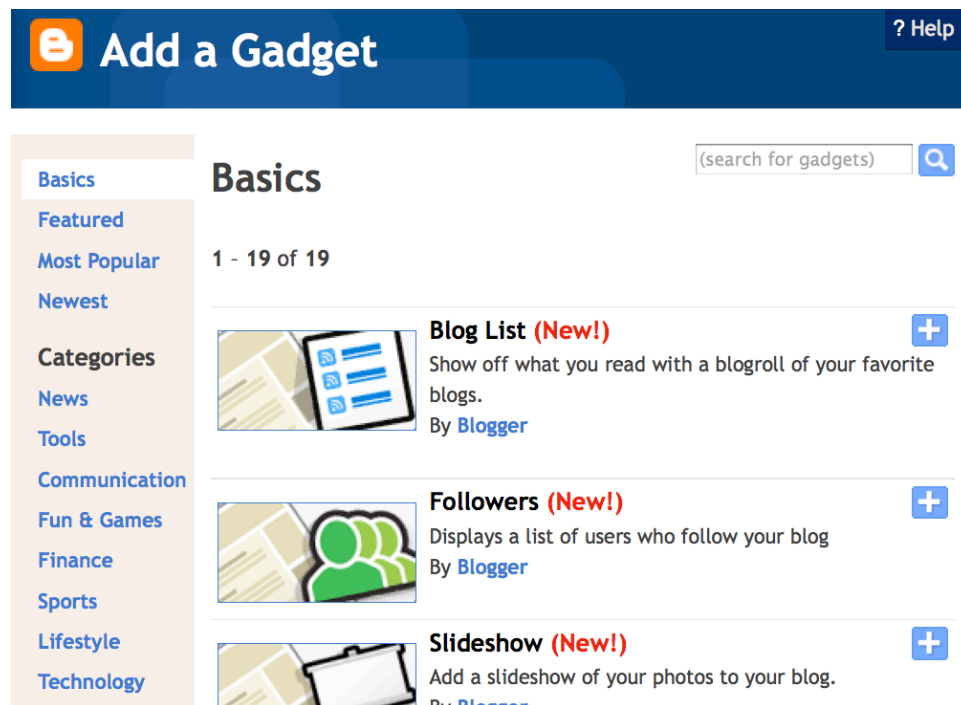 Add a Gadget
? Help
Basics
Featured
Most Popular
Newest
Categories
News
Tools
Communication
Fun & Games
Finance
Sports
Lifestyle
Technology
Basics
(search for gadgets)
1 - 19 of 19
Blog List (New!)
Show off what you read with a blogroll of your favorite
blogs.
By Blogger
Followers (New!)
Displays a list of users who follow your blog
By Blogger
Slideshow (New!)
Add a slideshow of your photos to your blog.
By Blogger